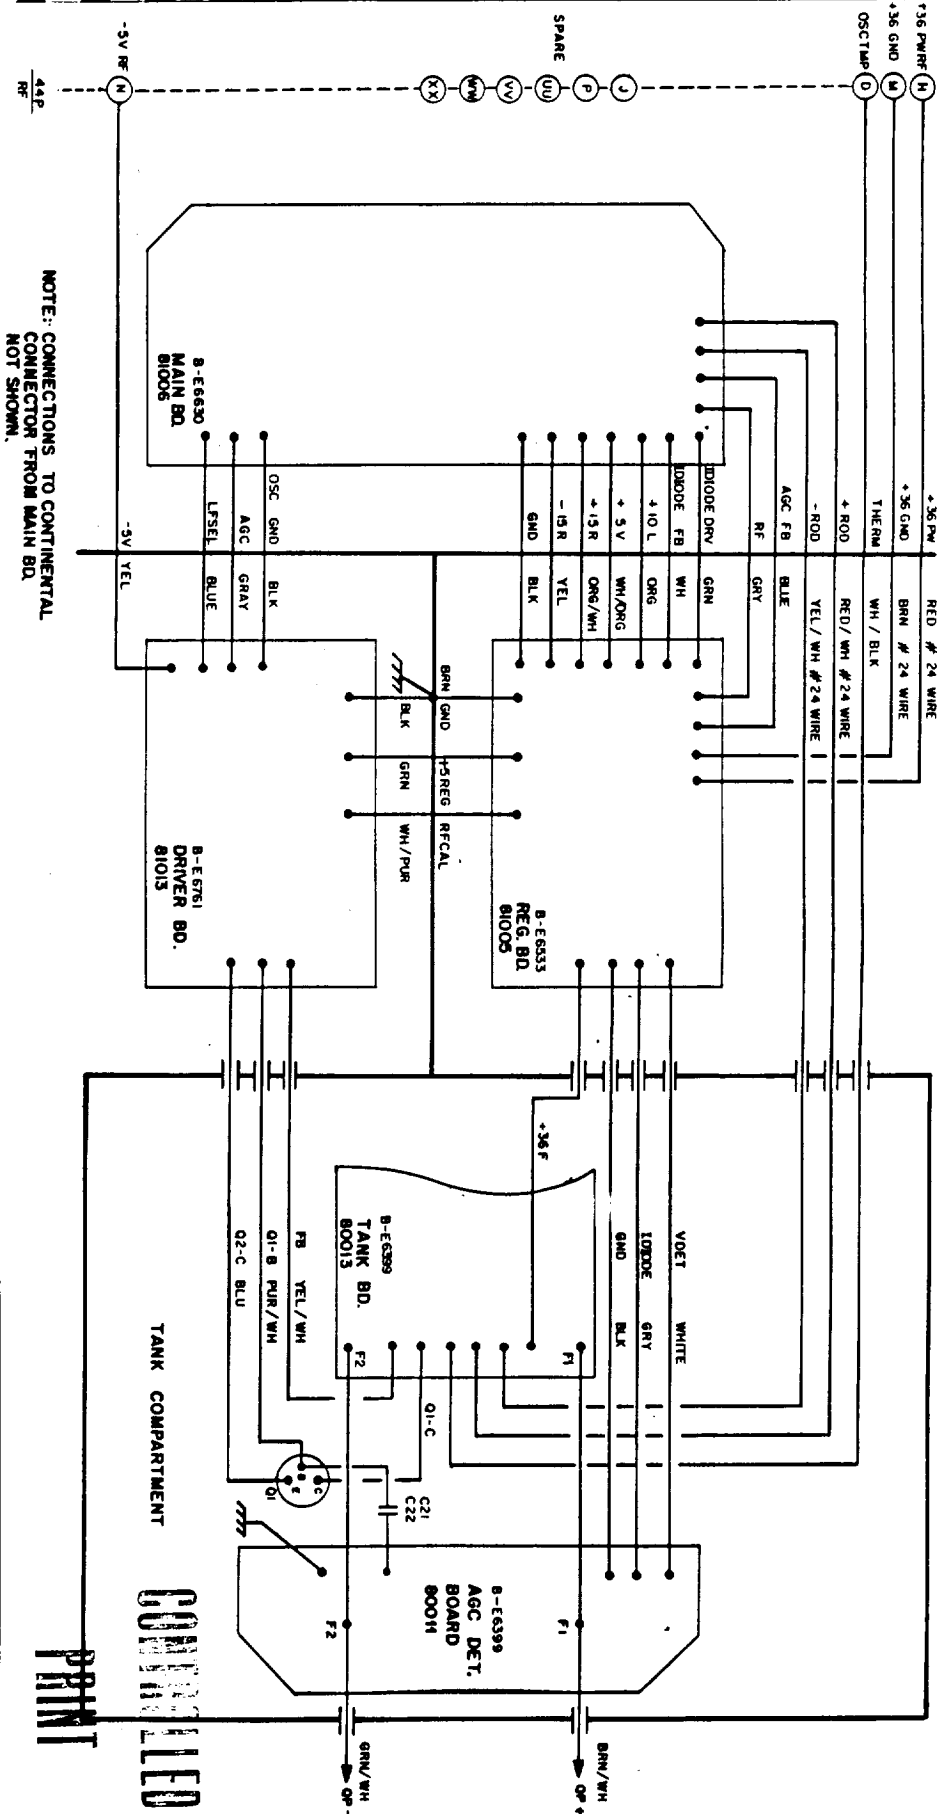 +36 PWRF H
+36 GND M
OSCTMP D
J
P
UU
VV
WW
XX
SPARE
-5V RF N
44P
RF
+36 PW RED # 24 WIRE
+36 GND BRN # 24 WIRE
THERM WH / BLK
+ ROD RED/ WH # 24 WIRE
- ROD YEL/ WH # 24 WIRE
AGC FB BLUE
RF GRY
IDIODE DRV GRN
IDIODE FB WH
+10 L ORG
+ 5 V WH/ORG
+ 15 R ORG/WH
- 15 R YEL
GND BLK
OSC GND BLK
AGC GRAY
LFSEL BLUE
-5V YEL
B-E6630
MAIN BD.
81006
NOTE: CONNECTIONS TO CONTINENTAL
CONNECTOR FROM MAIN BD.
NOT SHOWN.
BRN GND
BLK
+5REG
GRN
RFCAL
WH/PUR
B-E6533
REG. BD.
81005
B-E6761
DRIVER BD.
81013
+36F
VDET WHITE
IDIODE GRY
GND BLK
B-E6399
TANK BD.
80013
F1
F2
FB YEL/WH
Q1-B PUR/WH
Q2-C BLU
Q1-C
C21
C22
B
C
E
Q1
TANK COMPARTMENT
B-E6399
AGC DET.
BOARD
80011
F1
F2
BRN/WH
OP +
GRN/WH
OP -
CONTROLLED
PRINT